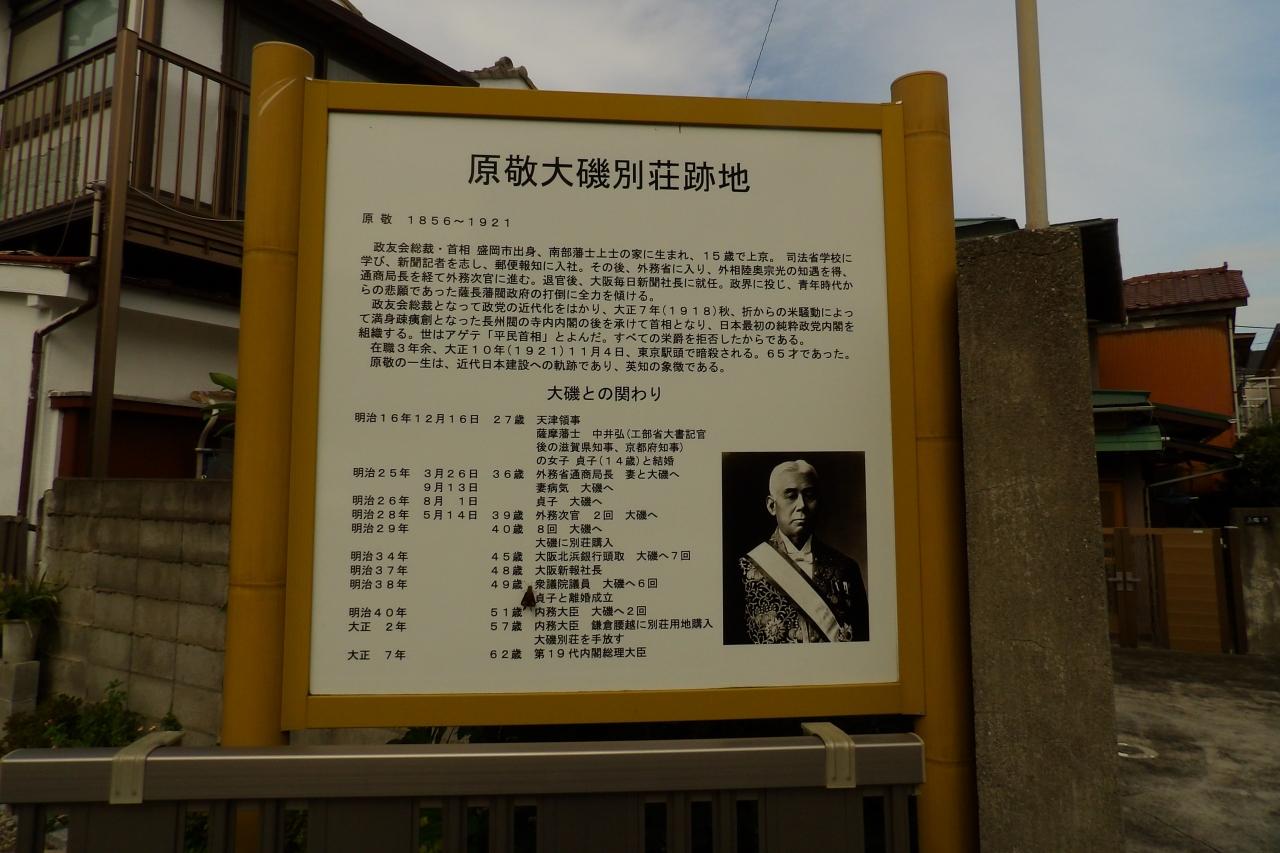 原敬大磯別荘跡地
原 敬 1856～1921
政友会総裁・首相 盛岡市出身、南部藩士上士の家に生まれ、15歳で上京。 司法省学校に
学び、新聞記者を志し、郵便報知に入社。その後、外務省に入り、外相陸奥宗光の知遇を得、
通商局長を経て外務次官に進む。退官後、大阪毎日新聞社長に就任。政界に投じ、青年時代か
らの悲願であった薩長藩閥政府の打倒に全力を傾ける。
政友会総裁となって政党の近代化をはかり、大正7年(1918)秋、折からの米騒動によっ
て満身疎痍創となった長州閥の寺内内閣の後を承けて首相となり、日本最初の純粋政党内閣を
組織する。世はアゲテ「平民首相」とよんだ。すべての栄爵を拒否したからである。
在職3年余、大正10年(1921)11月4日、東京駅頭で暗殺される。65才であった。
原敬の一生は、近代日本建設への軌跡であり、英知の象徴である。
大磯との関わり
明治16年12月16日 27歳 天津領事
薩摩藩士 中井弘(工部省大書記官
後の滋賀県知事、京都府知事)
の女子 貞子(14歳)と結婚
明治25年 3月26日 36歳 外務省通商局長 妻と大磯へ
9月13日 妻病気 大磯へ
明治26年 8月 1日 貞子 大磯へ
明治28年 5月14日 39歳 外務次官 2回 大磯へ
明治29年 40歳 8回 大磯へ
大磯に別荘購入
明治34年 45歳 大阪北浜銀行頭取 大磯へ7回
明治37年 48歳 大阪新報社長
明治38年 49歳 衆議院議員 大磯へ6回
貞子と離婚成立
明治40年 51歳 内務大臣 大磯へ2回
大正 2年 57歳 内務大臣 鎌倉腰越に別荘用地購入
大磯別荘を手放す
大正 7年 62歳 第19代内閣総理大臣